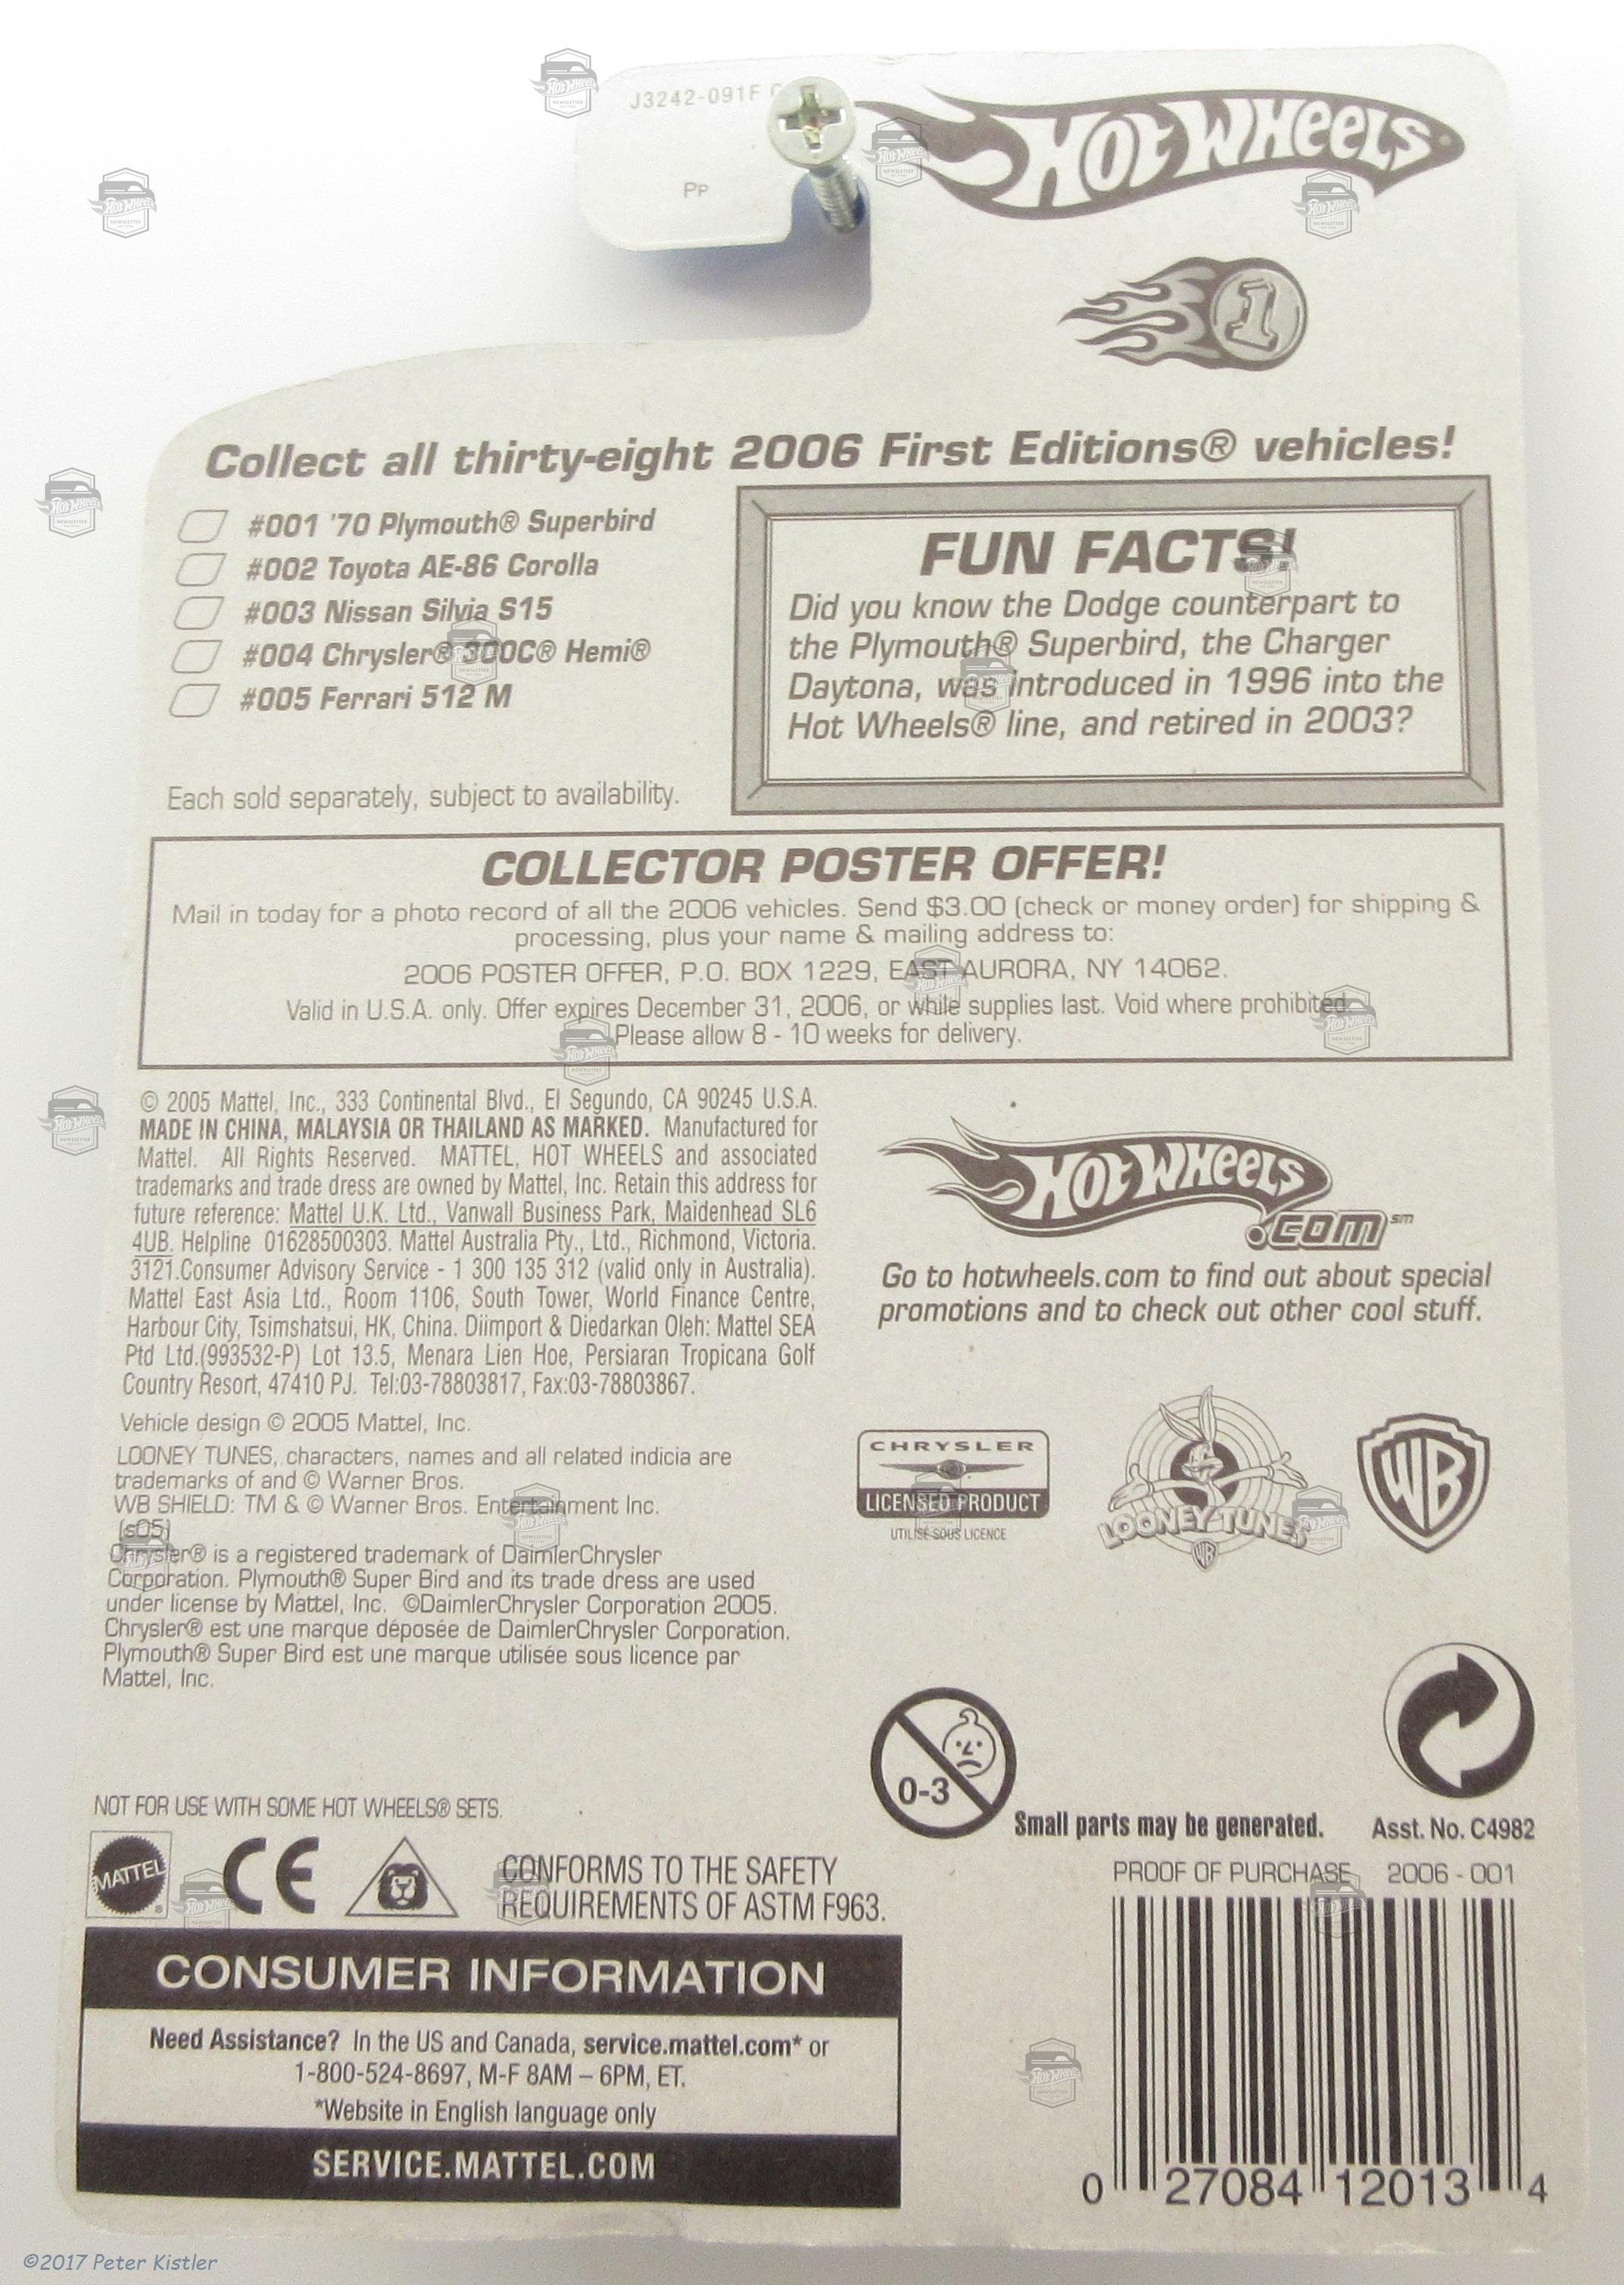 J3242-091F
Pp
HOT WHEELS
1
Collect all thirty-eight 2006 First Editions® vehicles!
#001 '70 Plymouth® Superbird
#002 Toyota AE-86 Corolla
#003 Nissan Silvia S15
#004 Chrysler® 300C® Hemi®
#005 Ferrari 512 M
Each sold separately, subject to availability.
FUN FACTS!
Did you know the Dodge counterpart to
the Plymouth® Superbird, the Charger
Daytona, was introduced in 1996 into the
Hot Wheels® line, and retired in 2003?
COLLECTOR POSTER OFFER!
Mail in today for a photo record of all the 2006 vehicles. Send $3.00 (check or money order) for shipping &
processing, plus your name & mailing address to:
2006 POSTER OFFER, P.O. BOX 1229, EAST AURORA, NY 14062.
Valid in U.S.A. only. Offer expires December 31, 2006, or while supplies last. Void where prohibited.
Please allow 8 - 10 weeks for delivery.
© 2005 Mattel, Inc., 333 Continental Blvd., El Segundo, CA 90245 U.S.A.
MADE IN CHINA, MALAYSIA OR THAILAND AS MARKED. Manufactured for
Mattel. All Rights Reserved. MATTEL, HOT WHEELS and associated
trademarks and trade dress are owned by Mattel, Inc. Retain this address for
future reference: Mattel U.K. Ltd., Vanwall Business Park, Maidenhead SL6
4UB. Helpline 01628500303. Mattel Australia Pty., Ltd., Richmond, Victoria.
3121.Consumer Advisory Service - 1 300 135 312 (valid only in Australia).
Mattel East Asia Ltd., Room 1106, South Tower, World Finance Centre,
Harbour City, Tsimshatsui, HK, China. Diimport & Diedarkan Oleh: Mattel SEA
Ptd Ltd.(993532-P) Lot 13.5, Menara Lien Hoe, Persiaran Tropicana Golf
Country Resort, 47410 PJ. Tel:03-78803817, Fax:03-78803867.
Vehicle design © 2005 Mattel, Inc.
LOONEY TUNES, characters, names and all related indicia are
trademarks of and © Warner Bros.
WB SHIELD: TM & © Warner Bros. Entertainment Inc.
(s05)
Chrysler® is a registered trademark of DaimlerChrysler
Corporation. Plymouth® Super Bird and its trade dress are used
under license by Mattel, Inc. ©DaimlerChrysler Corporation 2005.
Chrysler® est une marque déposée de DaimlerChrysler Corporation.
Plymouth® Super Bird est une marque utilisée sous licence par
Mattel, Inc.
HOT WHEELS
.COM℠
Go to hotwheels.com to find out about special
promotions and to check out other cool stuff.
CHRYSLER
LICENSED PRODUCT
UTILISÉ SOUS LICENCE
LOONEY TUNES
WB
WB
0-3
Small parts may be generated.
Asst. No. C4982
NOT FOR USE WITH SOME HOT WHEELS® SETS.
MATTEL®
CE
CONFORMS TO THE SAFETY
REQUIREMENTS OF ASTM F963.
PROOF OF PURCHASE 2006 - 001
0 27084 12013 4
CONSUMER INFORMATION
Need Assistance? In the US and Canada, service.mattel.com* or
1-800-524-8697, M-F 8AM – 6PM, ET.
*Website in English language only
SERVICE.MATTEL.COM
©2017 Peter Kistler